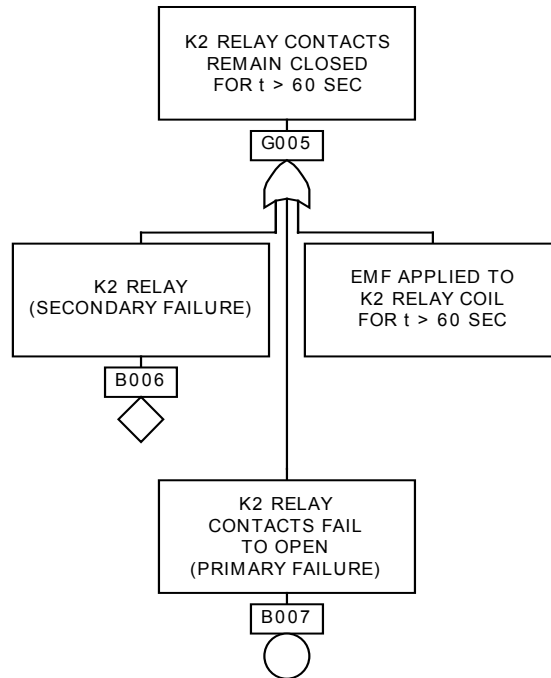 K2 RELAY CONTACTS
REMAIN CLOSED
FOR t > 60 SEC
G005
K2 RELAY
(SECONDARY FAILURE)
B006
EMF APPLIED TO
K2 RELAY COIL
FOR t > 60 SEC
K2 RELAY
CONTACTS FAIL
TO OPEN
(PRIMARY FAILURE)
B007